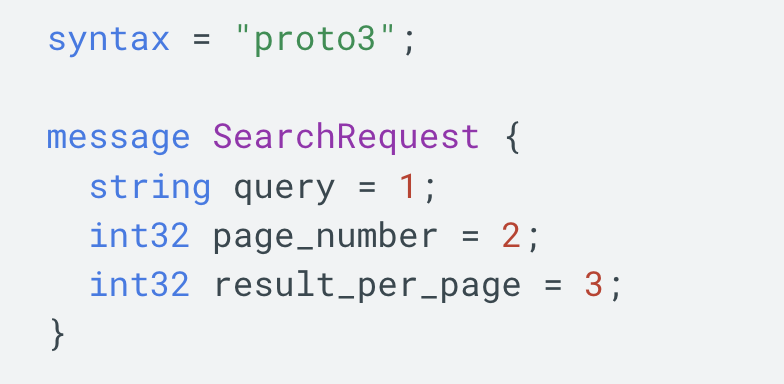 syntax = "proto3";

message SearchRequest {
  string query = 1;
  int32 page_number = 2;
  int32 result_per_page = 3;
}